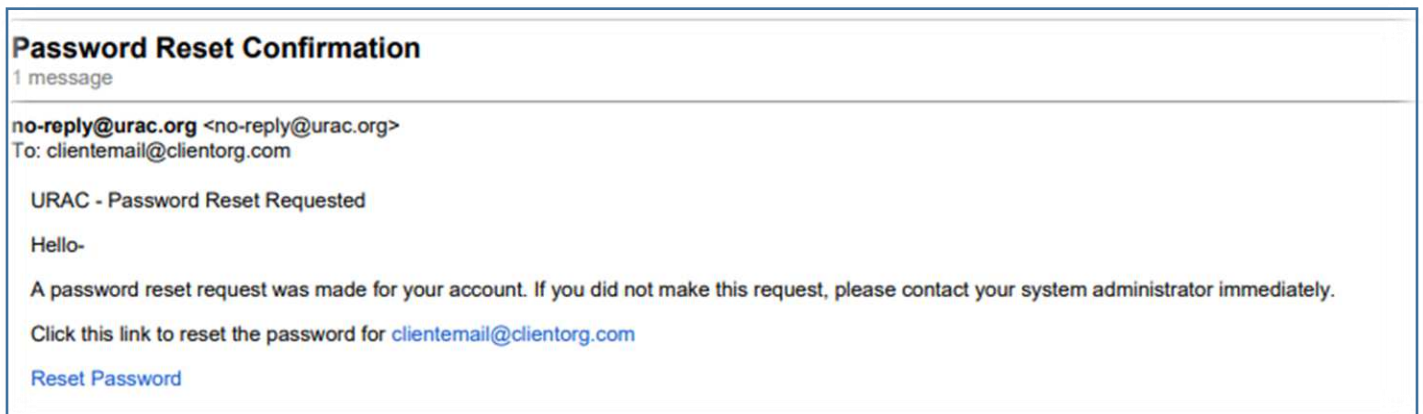 Password Reset Confirmation
1 message
no-reply@urac.org <no-reply@urac.org>
To: clientemail@clientorg.com
URAC - Password Reset Requested
Hello-
A password reset request was made for your account. If you did not make this request, please contact your system administrator immediately.
Click this link to reset the password for clientemail@clientorg.com
Reset Password